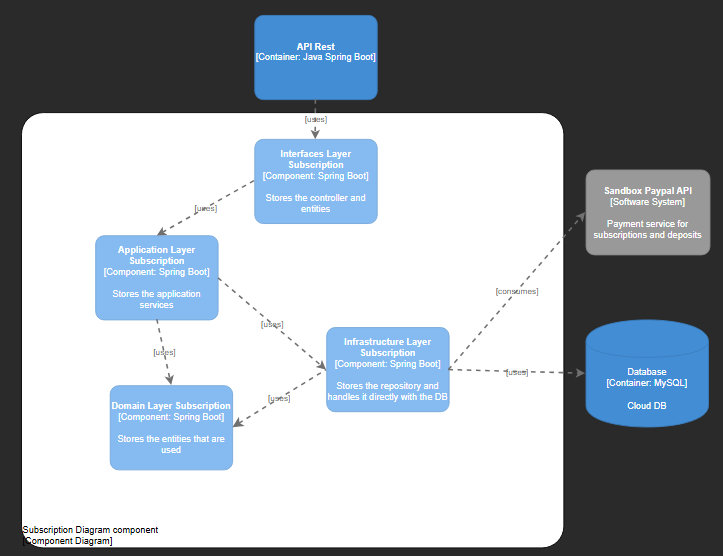 API Rest
[Container: Java Spring Boot]
[uses]
Interfaces Layer
Subscription
[Component: Spring Boot]
Stores the controller and
entities
Sandbox Paypal API
[Software System]
Payment service for
subscriptions and deposits
[uses]
Application Layer
Subscription
[Component: Spring Boot]
Stores the application
services
[consumes]
[uses]
Infrastructure Layer
Subscription
[Component: Spring Boot]
Stores the repository and
handles it directly with the DB
[uses]
[uses]
Database
[Container: MySQL]
Cloud DB
[uses]
Domain Layer Subscription
[Component: Spring Boot]
Stores the entities that are
used
Subscription Diagram component
[Component Diagram]